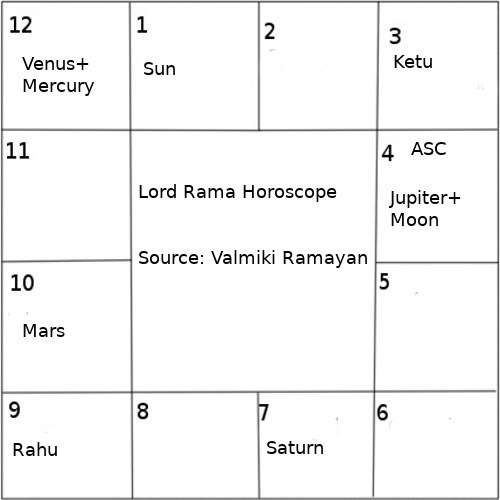 12
Venus+
Mercury
1
Sun
2
3
Ketu
11
Lord Rama Horoscope
Source: Valmiki Ramayan
4 ASC
Jupiter+
Moon
10
Mars
5
9
Rahu
8
7
Saturn
6